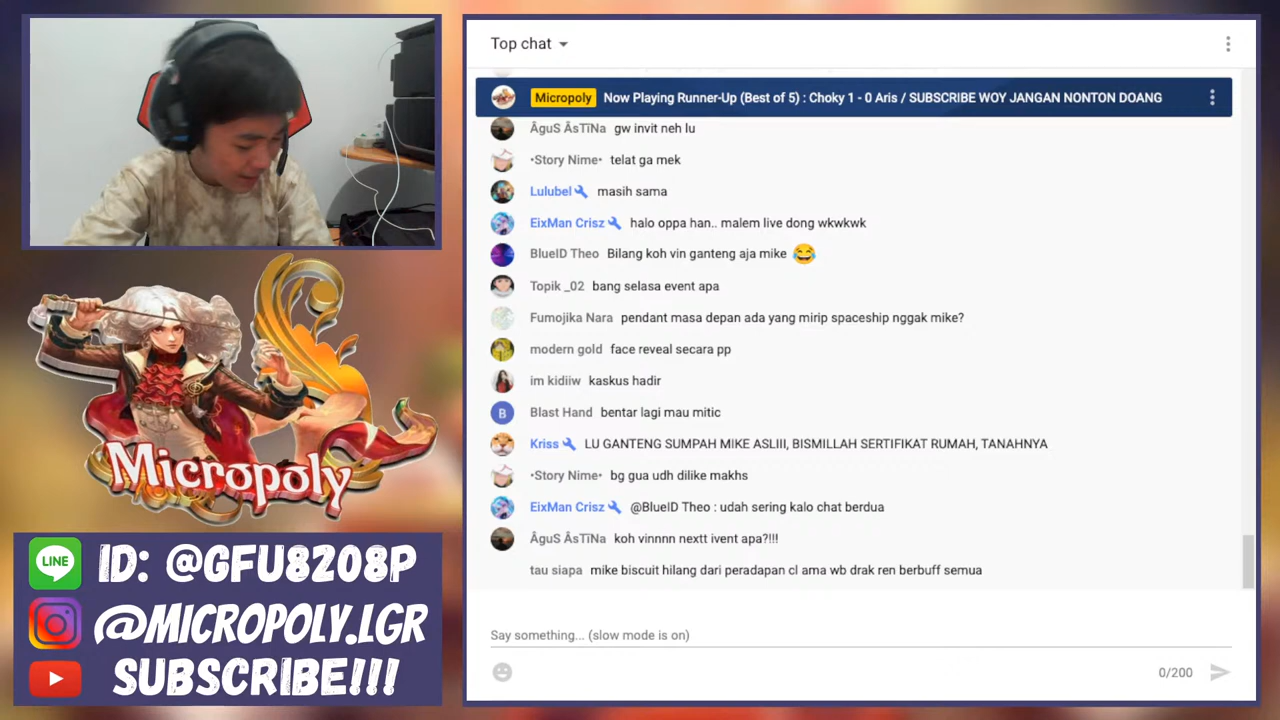 Top chat
Micropoly Now Playing Runner-Up (Best of 5) : Choky 1 - 0 Aris / SUBSCRIBE WOY JANGAN NONTON DOANG
ÃguS ÃsTĩNa gw invit neh lu
•Story Nime• telat ga mek
Lulubel masih sama
EixMan Crisz halo oppa han.. malem live dong wkwkwk
BlueID Theo Bilang koh vin ganteng aja mike 😂
Topik _02 bang selasa event apa
Fumojika Nara pendant masa depan ada yang mirip spaceship nggak mike?
modern gold face reveal secara pp
im kidiiw kaskus hadir
B Blast Hand bentar lagi mau mitic
Kriss LU GANTENG SUMPAH MIKE ASLIII, BISMILLAH SERTIFIKAT RUMAH, TANAHNYA
•Story Nime• bg gua udh dilike makhs
EixMan Crisz @BlueID Theo : udah sering kalo chat berdua
ÃguS ÃsTĩNa koh vinnnn nextt ivent apa?!!!
tau siapa mike biscuit hilang dari peradapan cl ama wb drak ren berbuff semua
Say something... (slow mode is on)
0/200
Micropoly
LINE ID: @GFU8208P
@MICROPOLY.LGR
SUBSCRIBE!!!